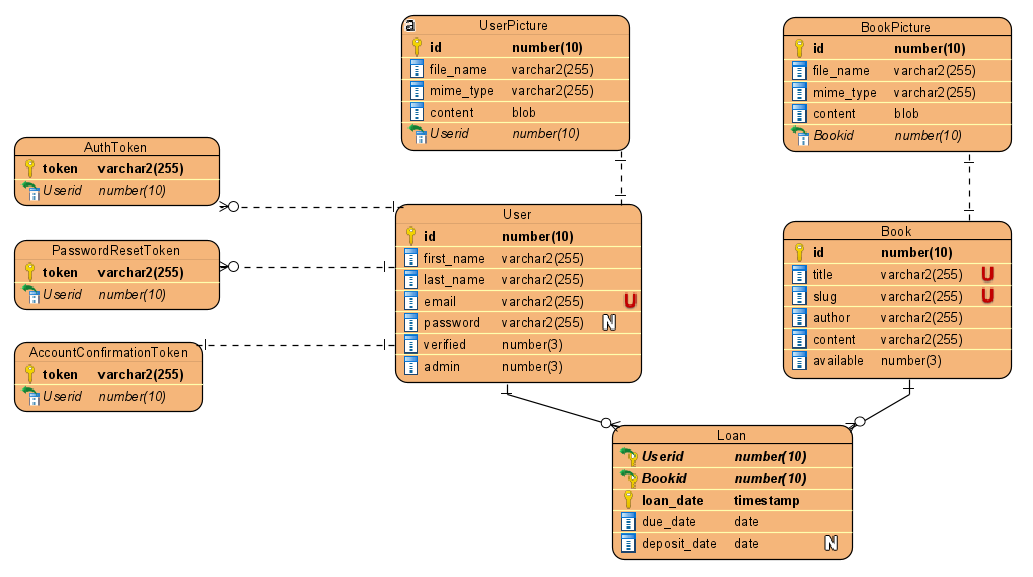 a
UserPicture
id number(10)
file_name varchar2(255)
mime_type varchar2(255)
content blob
Userid number(10)
BookPicture
id number(10)
file_name varchar2(255)
mime_type varchar2(255)
content blob
Bookid number(10)
AuthToken
token varchar2(255)
Userid number(10)
PasswordResetToken
token varchar2(255)
Userid number(10)
AccountConfirmationToken
token varchar2(255)
Userid number(10)
User
id number(10)
first_name varchar2(255)
last_name varchar2(255)
email varchar2(255) U
password varchar2(255) N
verified number(3)
admin number(3)
Book
id number(10)
title varchar2(255) U
slug varchar2(255) U
author varchar2(255)
content varchar2(255)
available number(3)
Loan
Userid number(10)
Bookid number(10)
loan_date timestamp
due_date date
deposit_date date N